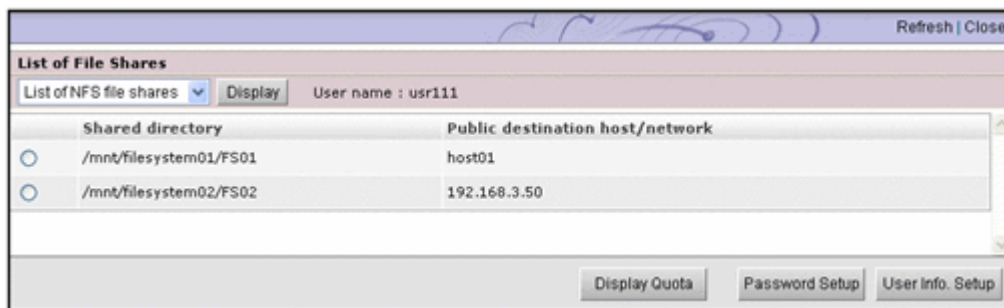 Refresh | Close
List of File Shares
List of NFS file shares Display User name : usr111
Shared directory Public destination host/network
/mnt/filesystem01/FS01 host01
/mnt/filesystem02/FS02 192.168.3.50
Display Quota Password Setup User Info. Setup